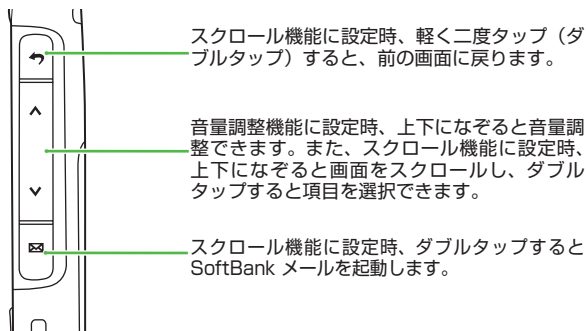 スクロール機能に設定時、軽く二度タップ（ダ
ブルタップ）すると、前の画面に戻ります。
音量調整機能に設定時、上下になぞると音量調
整できます。また、スクロール機能に設定時、
上下になぞると画面をスクロールし、ダブル
タップすると項目を選択できます。
スクロール機能に設定時、ダブルタップすると
SoftBank メールを起動します。